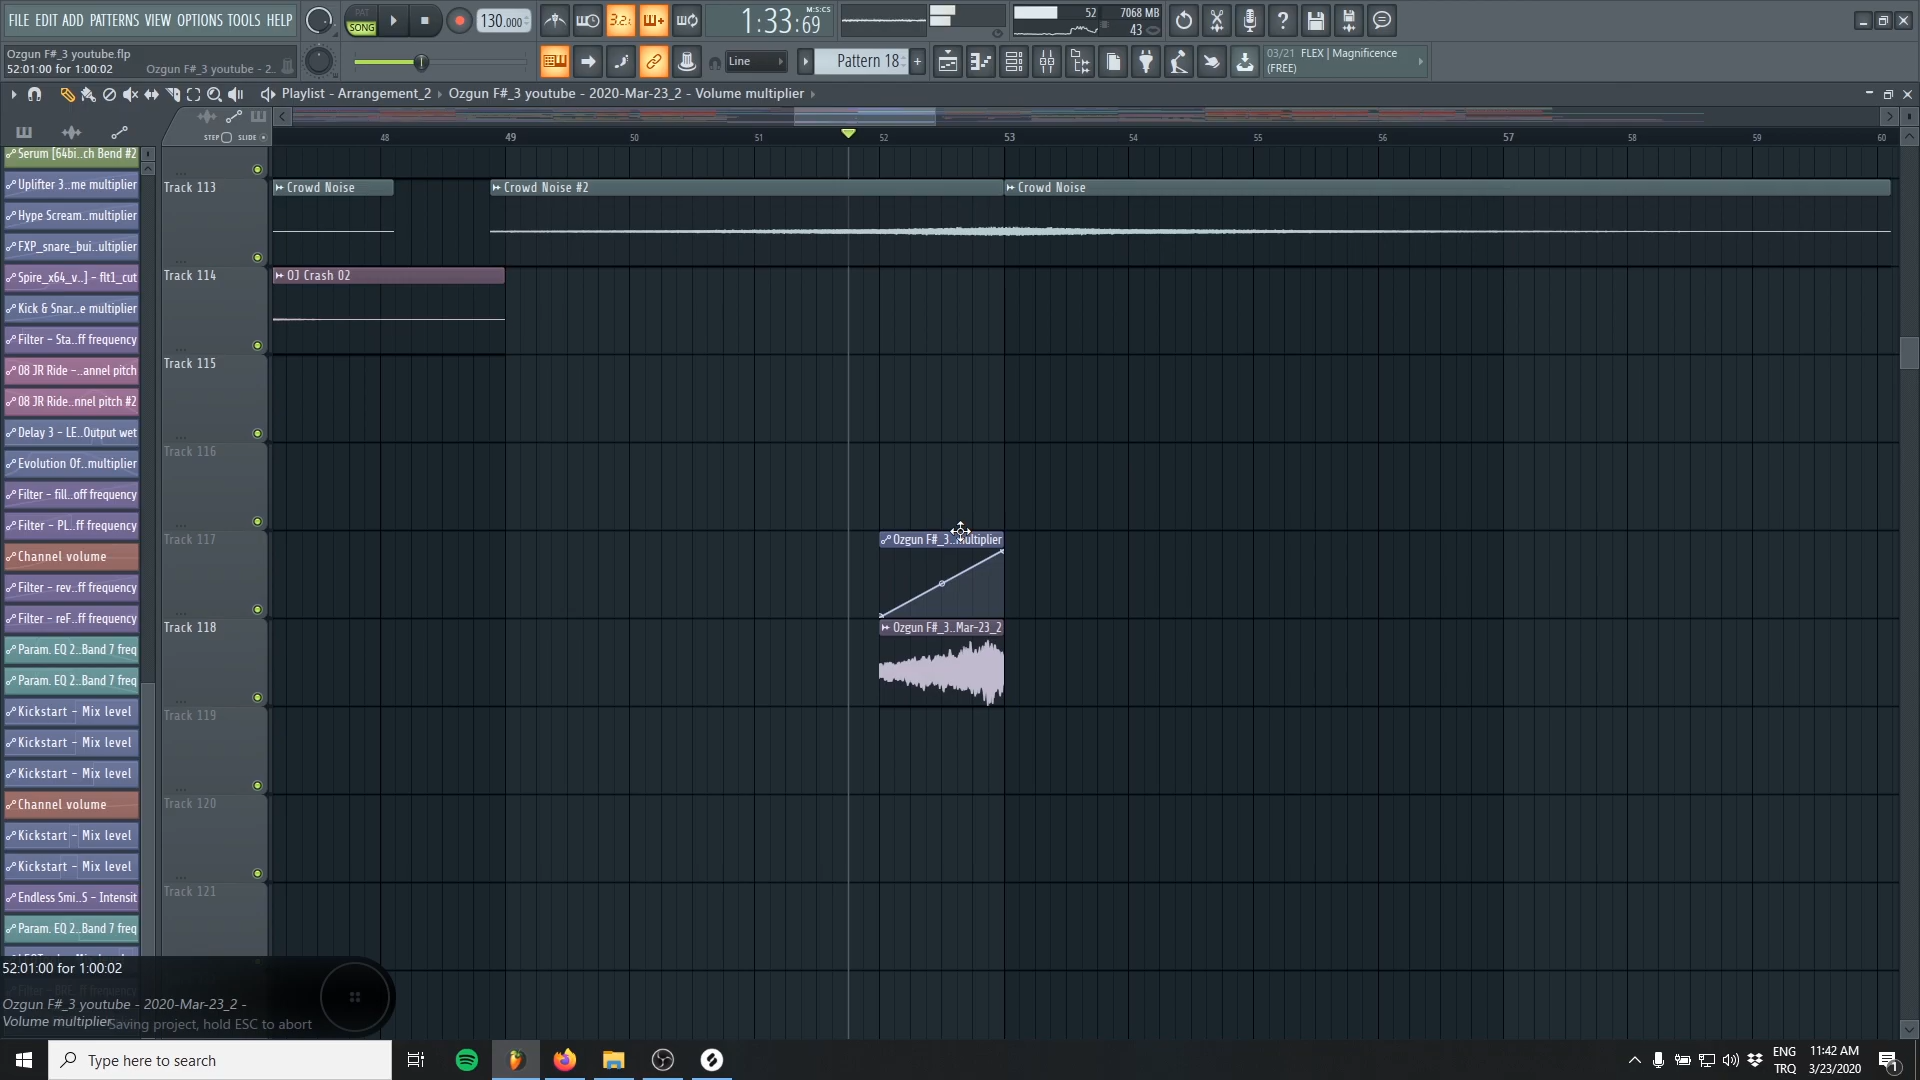 FILE EDIT ADD PATTERNS VIEW OPTIONS TOOLS HELP
PAT
SONG
130.000
3.2.
1:33:69
M:S:CS
52
7068 MB
43
Ozgun F#_3 youtube.flp
52:01:00 for 1:00:02
Ozgun F#_3 youtube - 2..
Line
Pattern 18
+
03/21 FLEX | Magnificence
(FREE)
Playlist - Arrangement_2 › Ozgun F#_3 youtube - 2020-Mar-23_2 - Volume multiplier ›
STEP
SLIDE
48
49
50
51
52
53
54
55
56
57
58
59
60
Serum [64bi..ch Bend #2
Uplifter 3..me multiplier
Hype Scream..multiplier
FXP_snare_bui..ultiplier
Spire_x64_v..] - flt1_cut
Kick & Snar..e multiplier
Filter - Sta..ff frequency
08 JR Ride -..annel pitch
08 JR Ride..nnel pitch #2
Delay 3 - LE..Output wet
Evolution Of..multiplier
Filter - fill..off frequency
Filter - PL..ff frequency
Channel volume
Filter - rev..ff frequency
Filter - reF..ff frequency
Param. EQ 2..Band 7 freq
Param. EQ 2..Band 7 freq
Kickstart - Mix level
Kickstart - Mix level
Kickstart - Mix level
Channel volume
Kickstart - Mix level
Kickstart - Mix level
Endless Smi..S - Intensit
Param. EQ 2..Band 7 freq
Track 113
Crowd Noise
Crowd Noise #2
Crowd Noise
Track 114
OJ Crash 02
Track 115
Track 116
Track 117
Ozgun F#_3..multiplier
Track 118
Ozgun F#_3..Mar-23_2
Track 119
Track 120
Track 121
52:01:00 for 1:00:02
Ozgun F#_3 youtube - 2020-Mar-23_2 -
Volume multiplier
Saving project, hold ESC to abort
Type here to search
ENG
TRQ
11:42 AM
3/23/2020
1